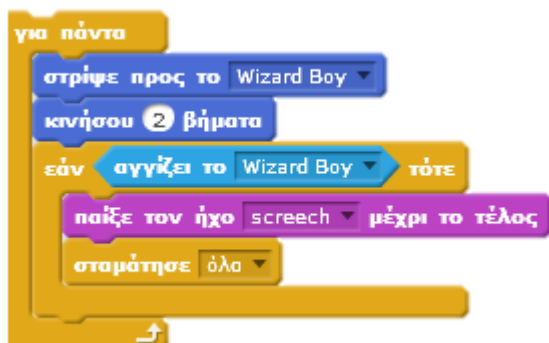 για πάντα
στρίψε προς το Wizard Boy
κινήσου 2 βήματα
εάν αγγίζει το Wizard Boy τότε
παίξε τον ήχο screech μέχρι το τέλος
σταμάτησε όλα